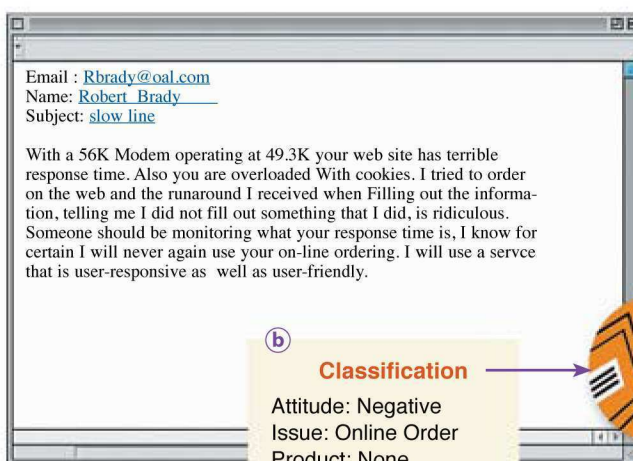 Email : Rbrady@oal.com
Name: Robert Brady
Subject: slow line
With a 56K Modem operating at 49.3K your web site has terrible
response time. Also you are overloaded With cookies. I tried to order
on the web and the runaround I received when Filling out the informa-
tion, telling me I did not fill out something that I did, is ridiculous.
Someone should be monitoring what your response time is, I know for
certain I will never again use your on-line ordering. I will use a servce
that is user-responsive as well as user-friendly.
b
Classification
Attitude: Negative
Issue: Online Order
Product: None